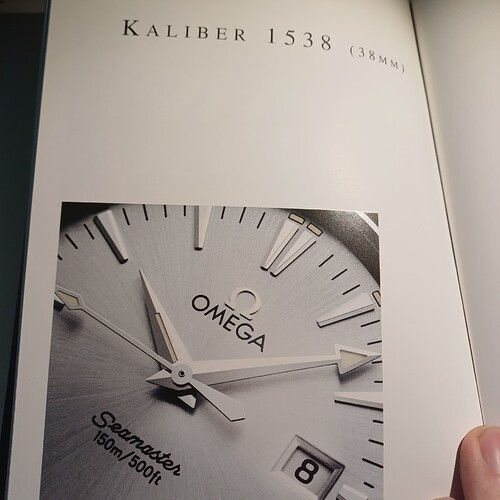 KALIBER 1538 (38MM)
OMEGA
Seamaster
150m/500ft
8